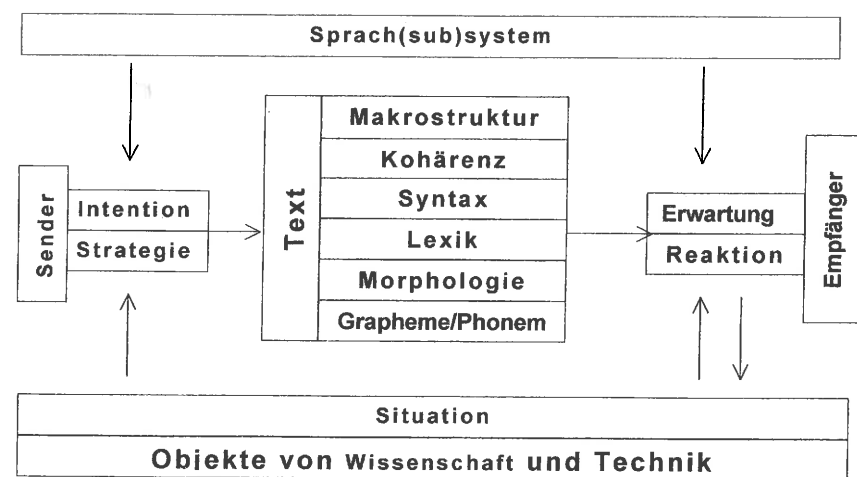 Sprach(sub)system
Sender
Intention
Strategie
Text
Makrostruktur
Kohärenz
Syntax
Lexik
Morphologie
Grapheme/Phonem
Erwartung
Reaktion
Empfänger
Situation
Objekte von Wissenschaft und Technik